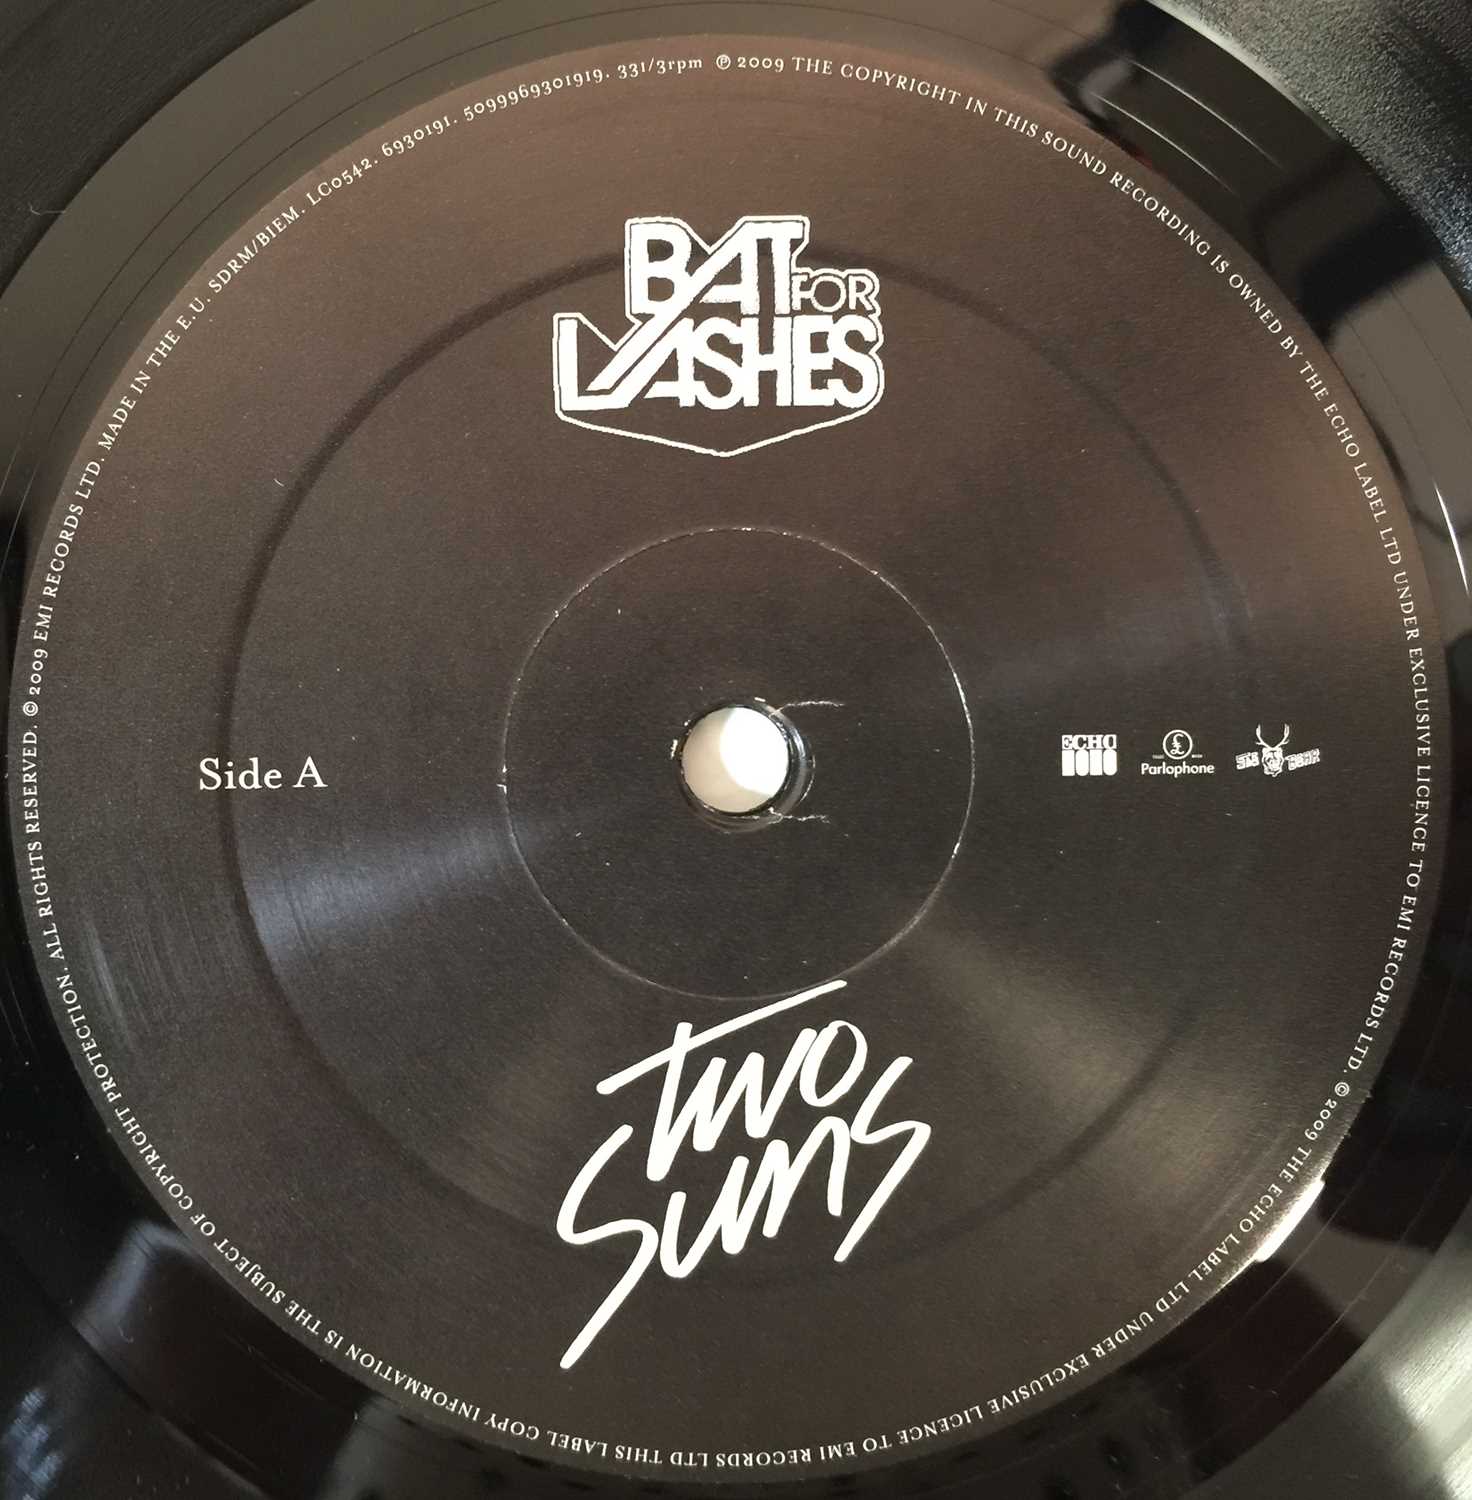 BAT FOR LASHES
Side A
ECHO
Parlophone
two
suns
℗ 2009 THE COPYRIGHT IN THIS SOUND RECORDING IS OWNED BY THE ECHO LABEL LTD UNDER EXCLUSIVE LICENCE TO EMI RECORDS LTD. © 2009 THE ECHO LABEL LTD UNDER EXCLUSIVE LICENCE TO EMI RECORDS LTD THIS LABEL COPY INFORMATION IS THE SUBJECT OF COPYRIGHT PROTECTION. ALL RIGHTS RESERVED. © 2009 EMI RECORDS LTD. MADE IN THE E.U. SDRM/BIEM. LC0542. 6930191. 5099969301919. 331/3rpm